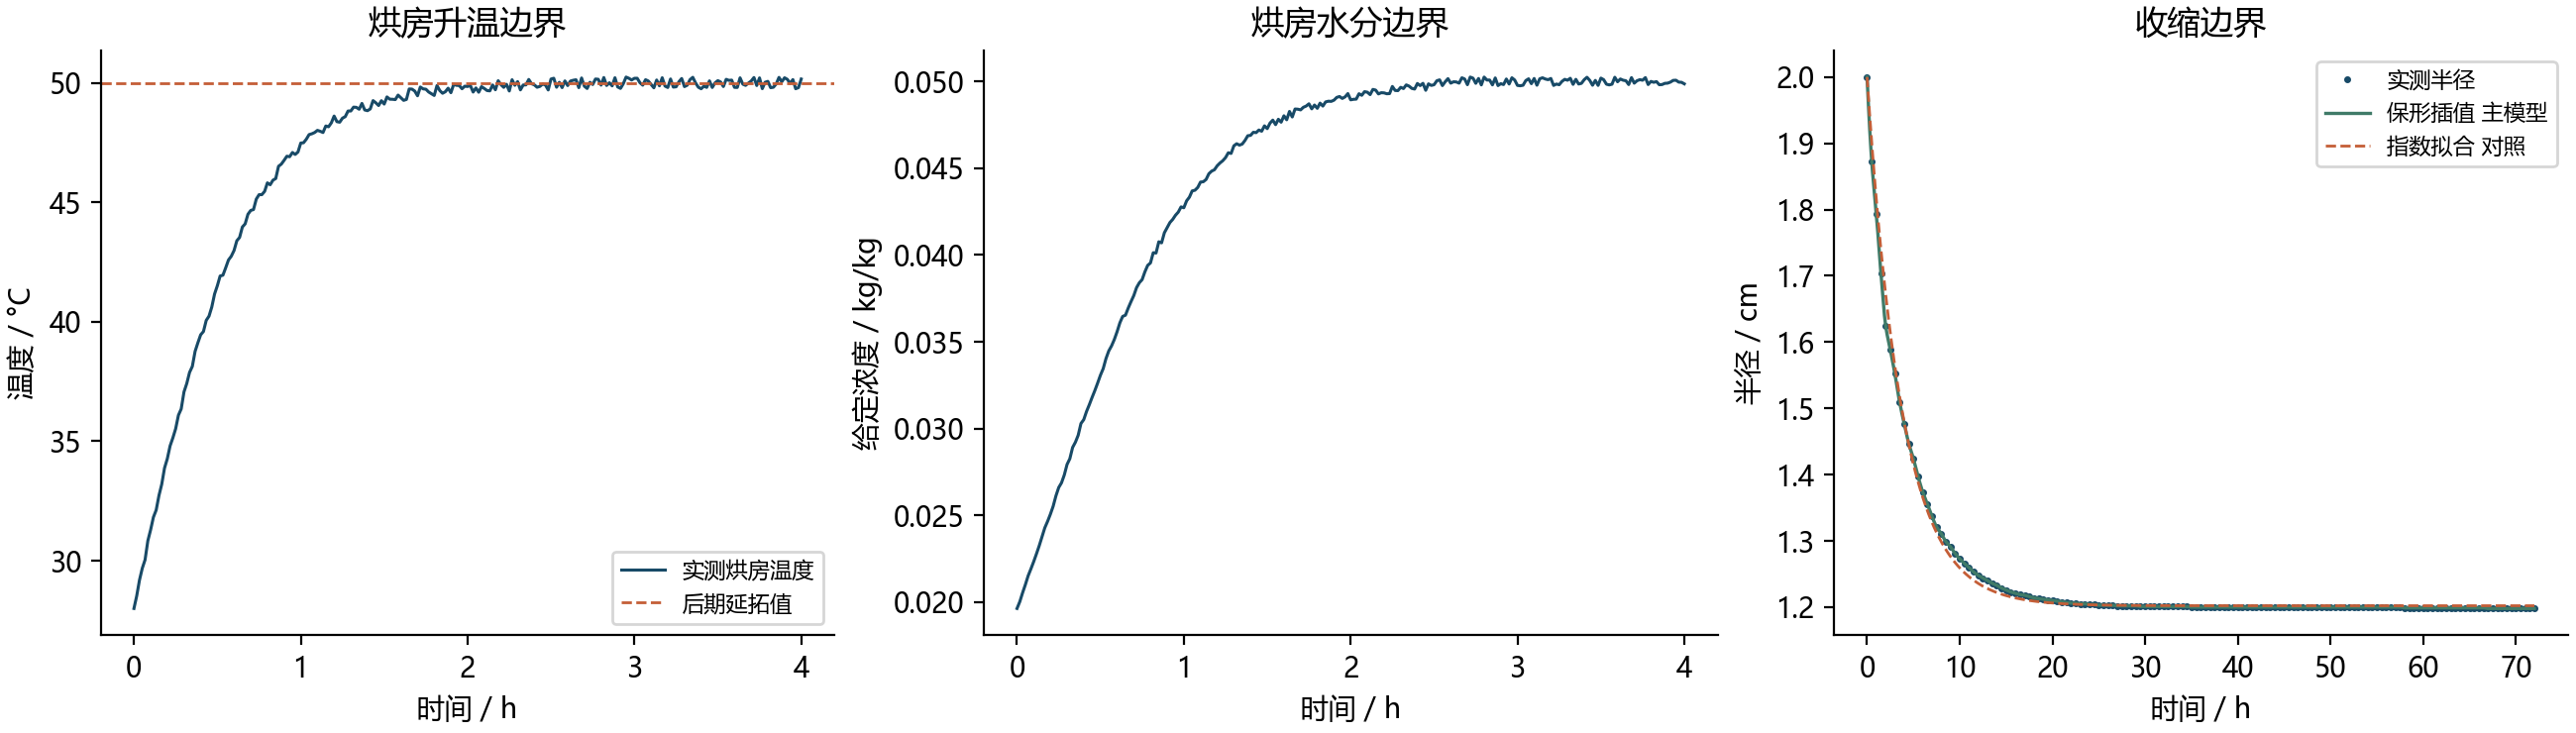 烘房升温边界
50
45
40
35
30
温度 / °C
实测烘房温度
后期延拓值
0 1 2 3 4
时间 / h
烘房水分边界
0.050
0.045
0.040
0.035
0.030
0.025
0.020
给定浓度 / kg/kg
0 1 2 3 4
时间 / h
收缩边界
2.0
1.9
1.8
1.7
1.6
1.5
1.4
1.3
1.2
半径 / cm
实测半径
保形插值 主模型
指数拟合 对照
0 10 20 30 40 50 60 70
时间 / h